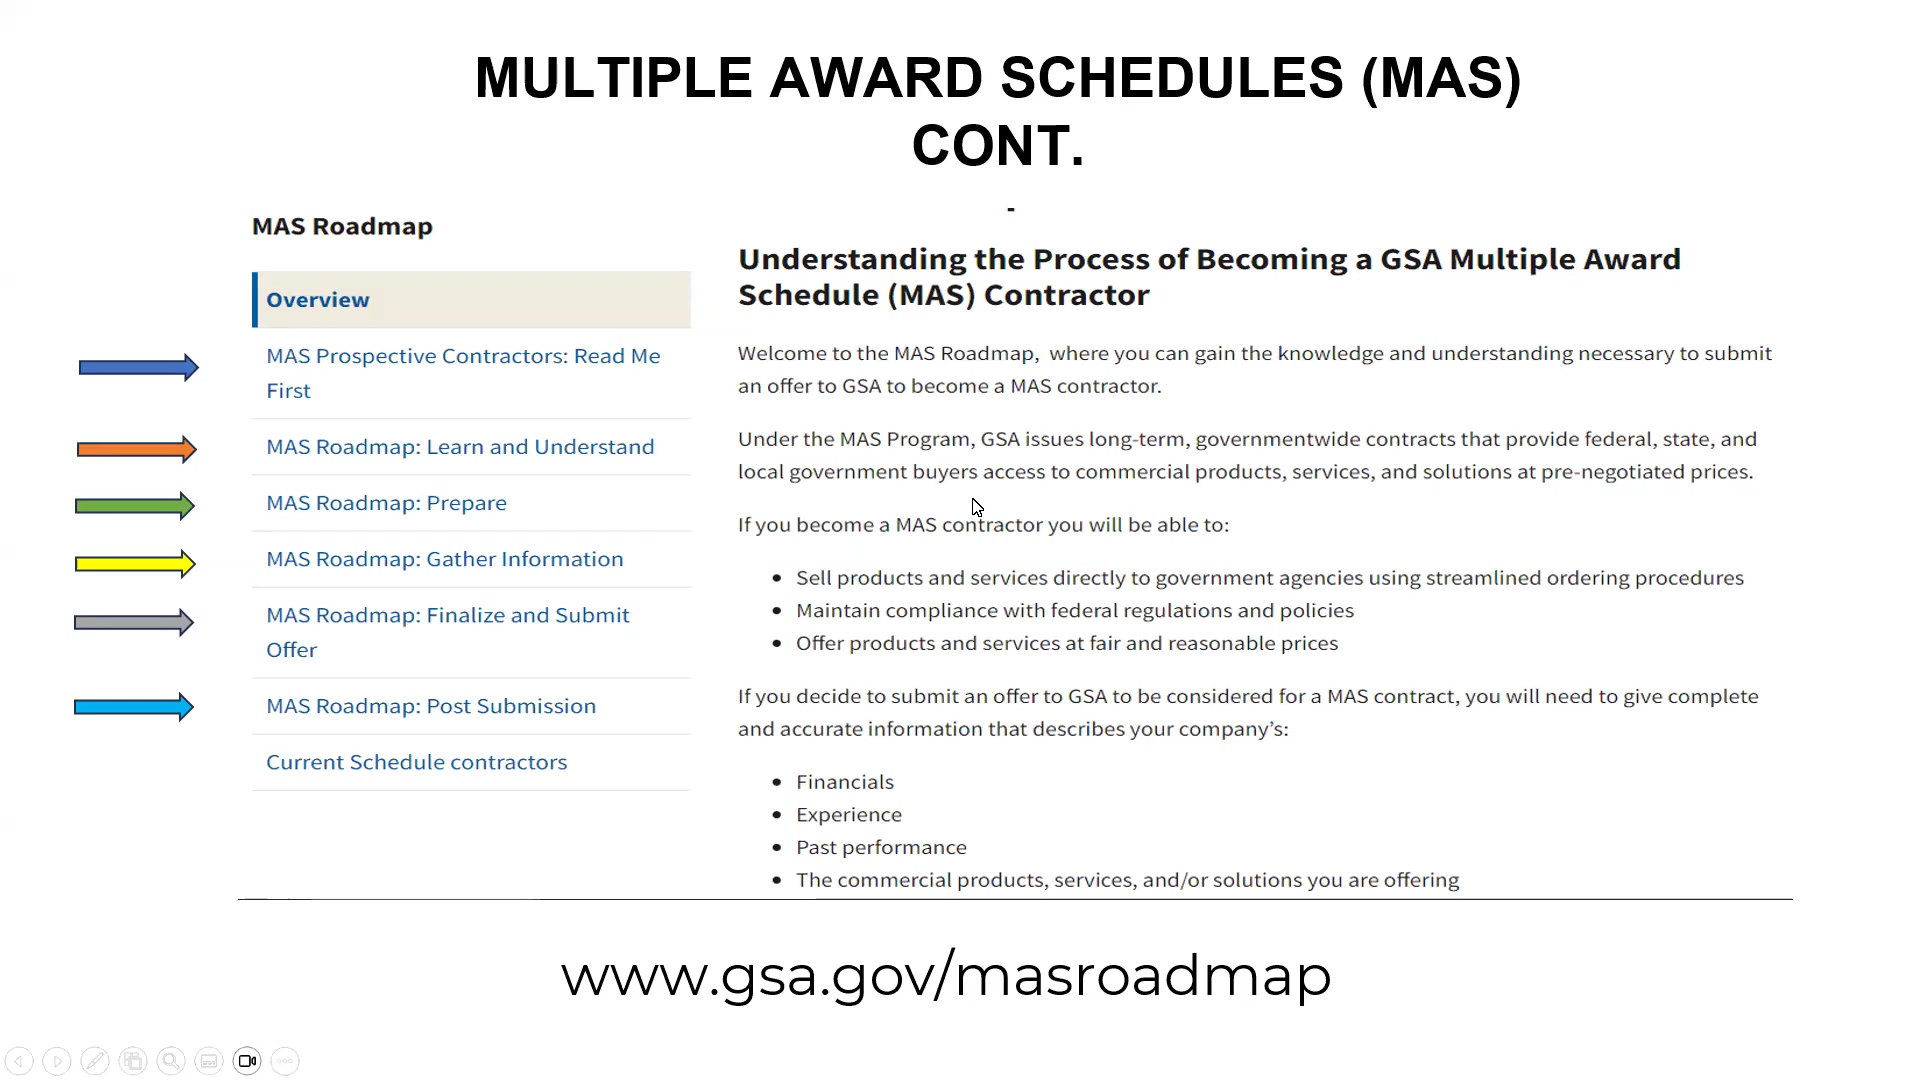 MULTIPLE AWARD SCHEDULES (MAS)
CONT.
-
MAS Roadmap
Overview
MAS Prospective Contractors: Read Me
First
MAS Roadmap: Learn and Understand
MAS Roadmap: Prepare
MAS Roadmap: Gather Information
MAS Roadmap: Finalize and Submit
Offer
MAS Roadmap: Post Submission
Current Schedule contractors
Understanding the Process of Becoming a GSA Multiple Award
Schedule (MAS) Contractor
Welcome to the MAS Roadmap, where you can gain the knowledge and understanding necessary to submit
an offer to GSA to become a MAS contractor.
Under the MAS Program, GSA issues long-term, governmentwide contracts that provide federal, state, and
local government buyers access to commercial products, services, and solutions at pre-negotiated prices.
If you become a MAS contractor you will be able to:
• Sell products and services directly to government agencies using streamlined ordering procedures
• Maintain compliance with federal regulations and policies
• Offer products and services at fair and reasonable prices
If you decide to submit an offer to GSA to be considered for a MAS contract, you will need to give complete
and accurate information that describes your company’s:
• Financials
• Experience
• Past performance
• The commercial products, services, and/or solutions you are offering
www.gsa.gov/masroadmap